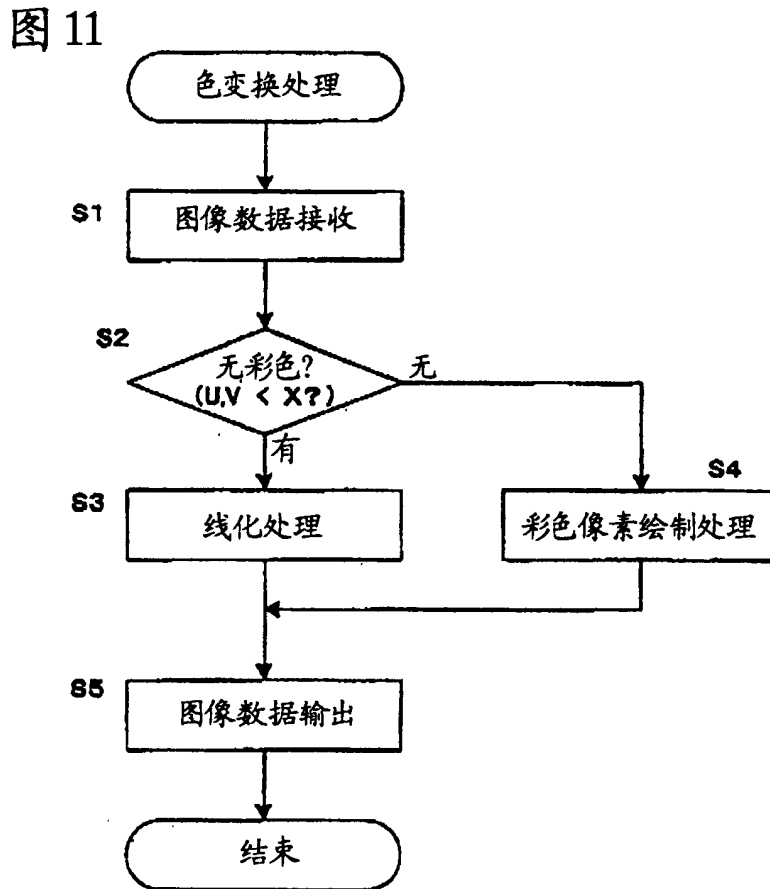 图 11
色变换处理
S1
图像数据接收
S2
无彩色?
(U,V < X?)
无
有
S3
线化处理
S4
彩色像素绘制处理
S5
图像数据输出
结束